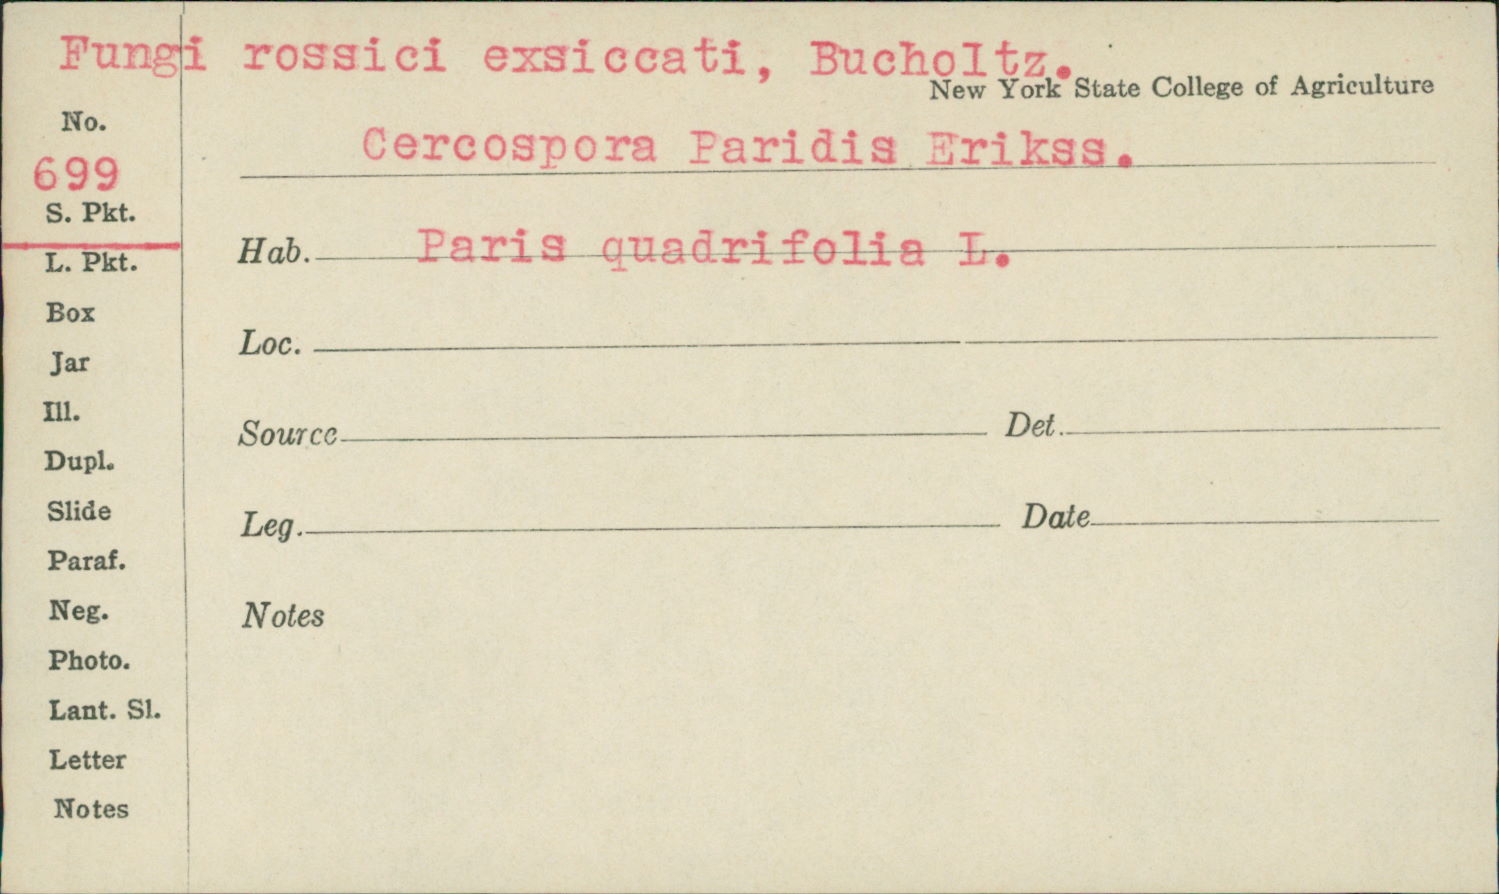 Fungi rossici exsiccati, Bucholtz.
New York State College of Agriculture
No.
699
S. Pkt.
L. Pkt.
Box
Jar
Ill.
Dupl.
Slide
Paraf.
Neg.
Photo.
Lant. Sl.
Letter
Notes
Cercospora Paridis Erikss.
Hab. Paris quadrifolia L.
Loc.
Source Det.
Leg. Date
Notes